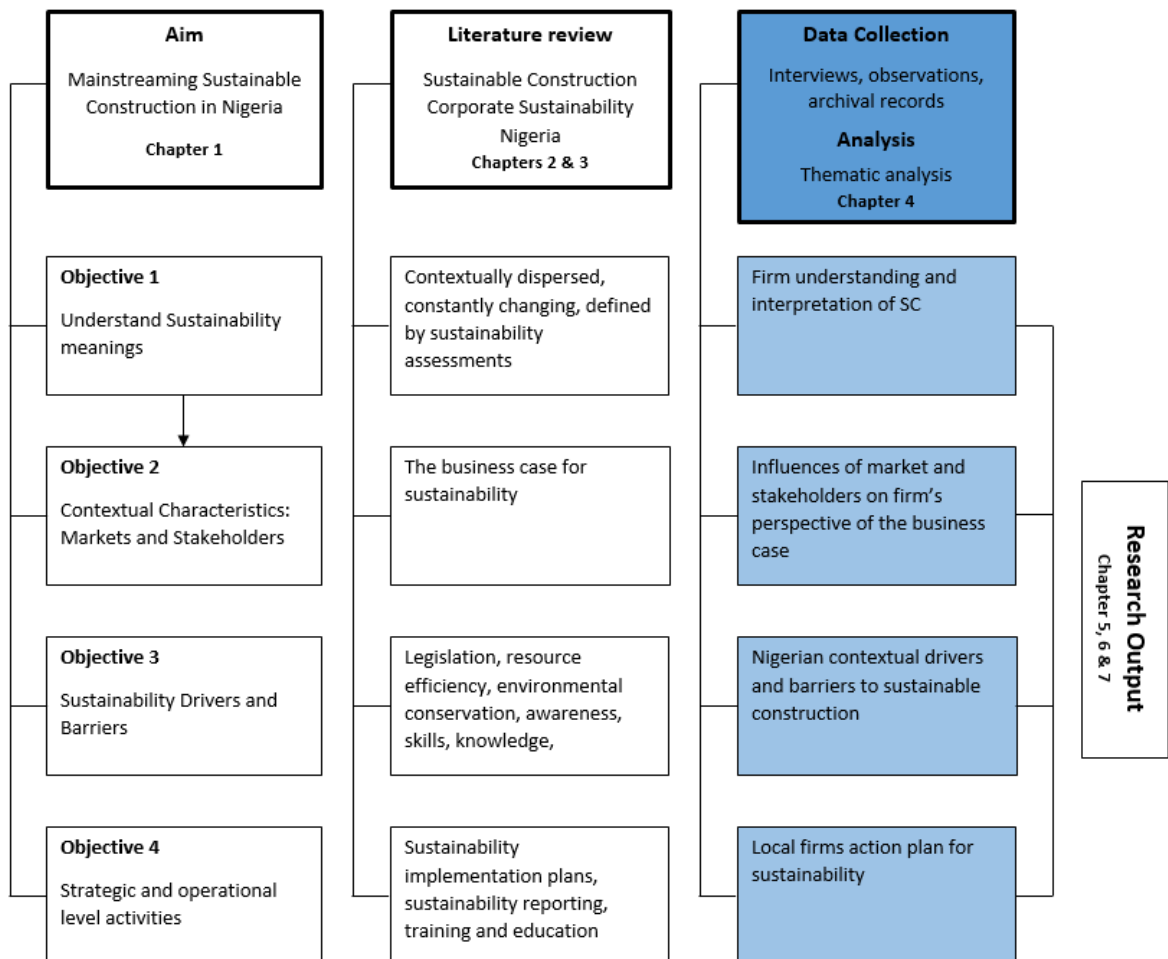 Aim
Mainstreaming Sustainable
Construction in Nigeria
Chapter 1
Literature review
Sustainable Construction
Corporate Sustainability
Nigeria
Chapters 2 & 3
Data Collection
Interviews, observations,
archival records
Analysis
Thematic analysis
Chapter 4
Objective 1
Understand Sustainability
meanings
Contextually dispersed,
constantly changing, defined
by sustainability
assessments
Firm understanding and
interpretation of SC
Objective 2
Contextual Characteristics:
Markets and Stakeholders
The business case for
sustainability
Influences of market and
stakeholders on firm's
perspective of the business
case
Objective 3
Sustainability Drivers and
Barriers
Legislation, resource
efficiency, environmental
conservation, awareness,
skills, knowledge,
Nigerian contextual drivers
and barriers to sustainable
construction
Objective 4
Strategic and operational
level activities
Sustainability
implementation plans,
sustainability reporting,
training and education
Local firms action plan for
sustainability
Research Output
Chapter 5, 6 & 7